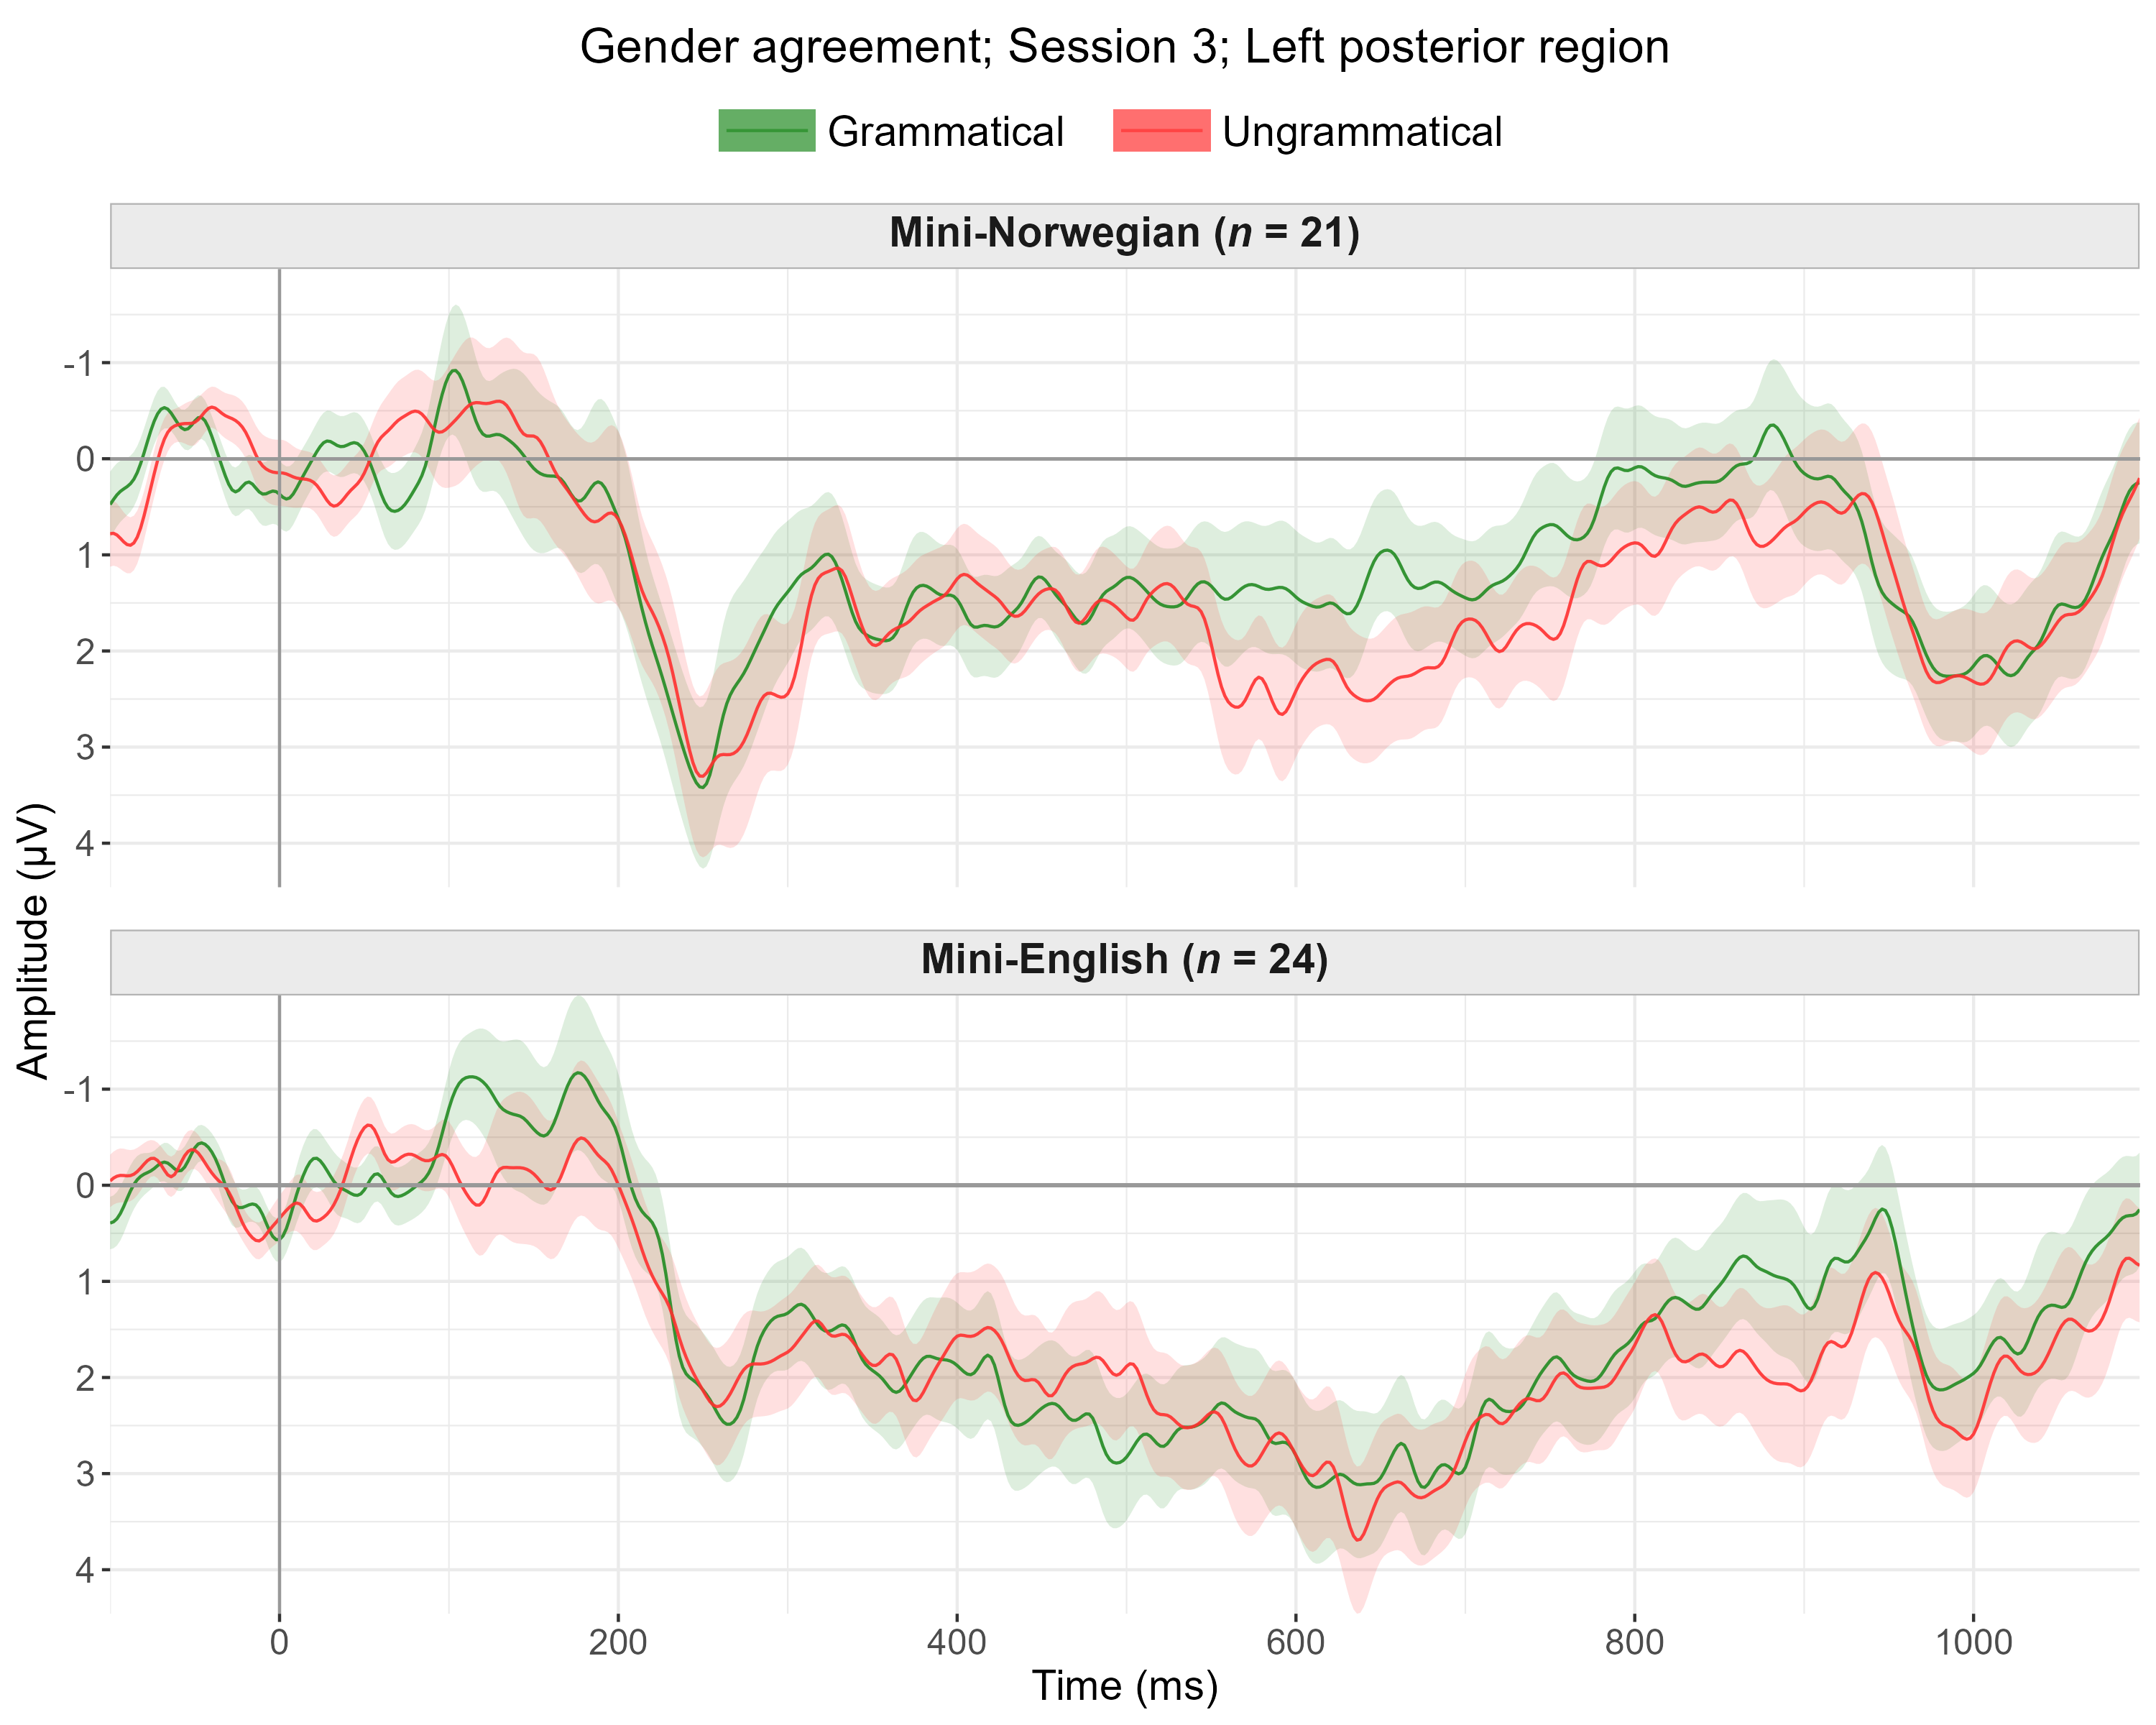 Gender agreement; Session 3; Left posterior region
Grammatical Ungrammatical
Mini-Norwegian (n = 21)
-1
0
1
2
3
4
Amplitude (µV)
Mini-English (n = 24)
-1
0
1
2
3
4
0 200 400 600 800 1000
Time (ms)